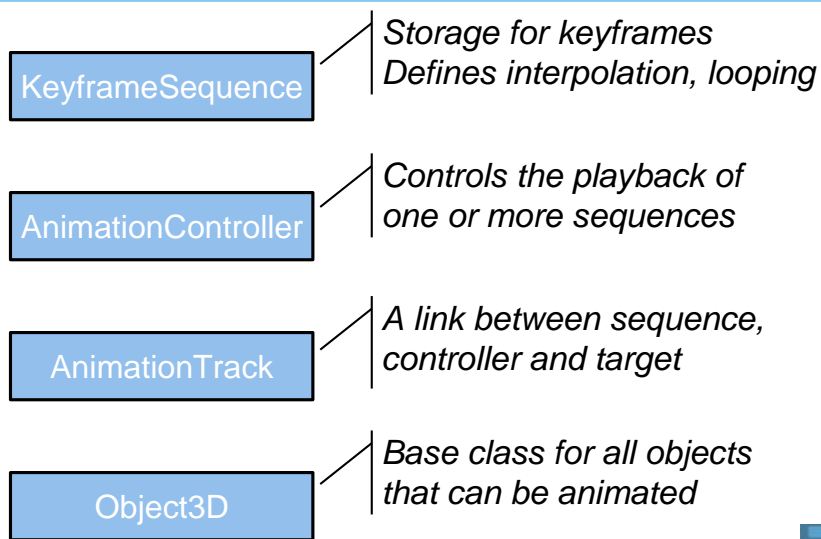 KeyframeSequence
Storage for keyframes
Defines interpolation, looping
AnimationController
Controls the playback of
one or more sequences
AnimationTrack
A link between sequence,
controller and target
Object3D
Base class for all objects
that can be animated